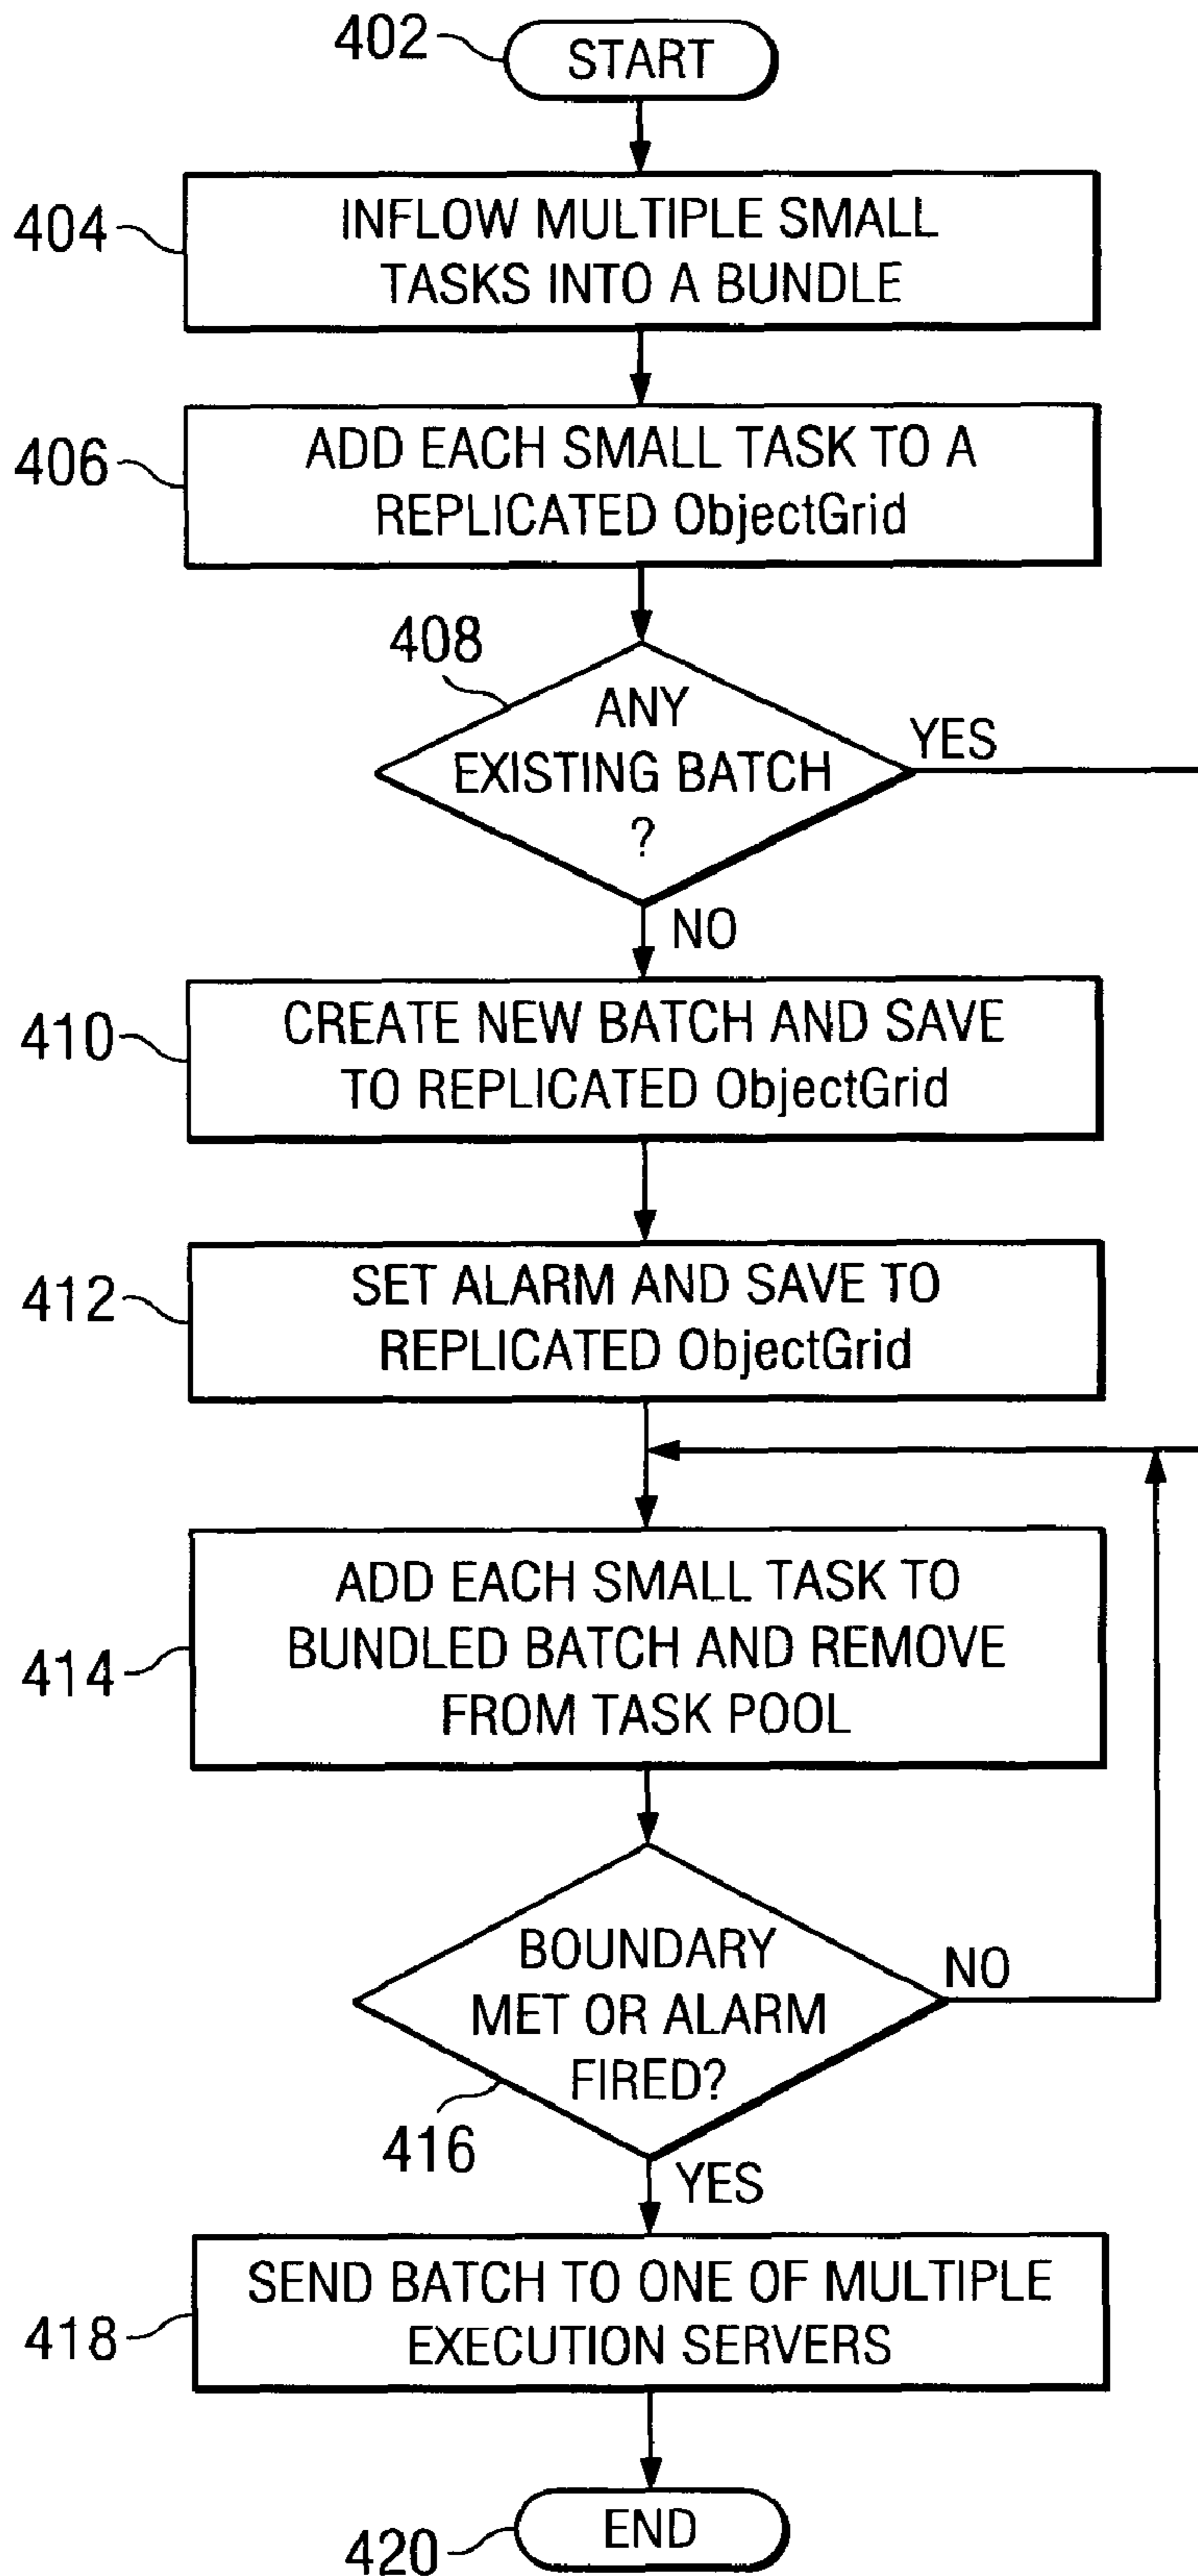 402
START
404
INFLOW MULTIPLE SMALL
TASKS INTO A BUNDLE
406
ADD EACH SMALL TASK TO A
REPLICATED ObjectGrid
408
ANY
EXISTING BATCH
?
YES
NO
410
CREATE NEW BATCH AND SAVE
TO REPLICATED ObjectGrid
412
SET ALARM AND SAVE TO
REPLICATED ObjectGrid
414
ADD EACH SMALL TASK TO
BUNDLED BATCH AND REMOVE
FROM TASK POOL
BOUNDARY
MET OR ALARM
FIRED?
NO
416
YES
418
SEND BATCH TO ONE OF MULTIPLE
EXECUTION SERVERS
420
END